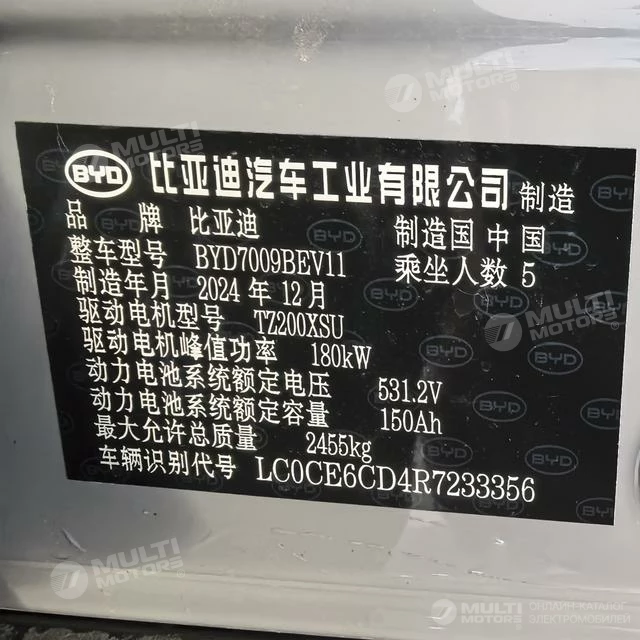 BYD 比亚迪汽车工业有限公司 制造
品 牌 比亚迪 制造国 中国
整车型号 BYD7009BEV11 乘坐人数 5
制造年月 2024 年 12 月
驱动电机型号 TZ200XSU
驱动电机峰值功率 180kW
动力电池系统额定电压 531.2V
动力电池系统额定容量 150Ah
最大允许总质量 2455kg
车辆识别代号 LC0CE6CD4R7233356
MULTI MOTORS
ОНЛАЙН-КАТАЛОГ
ЭЛЕКТРОМОБИЛЕЙ